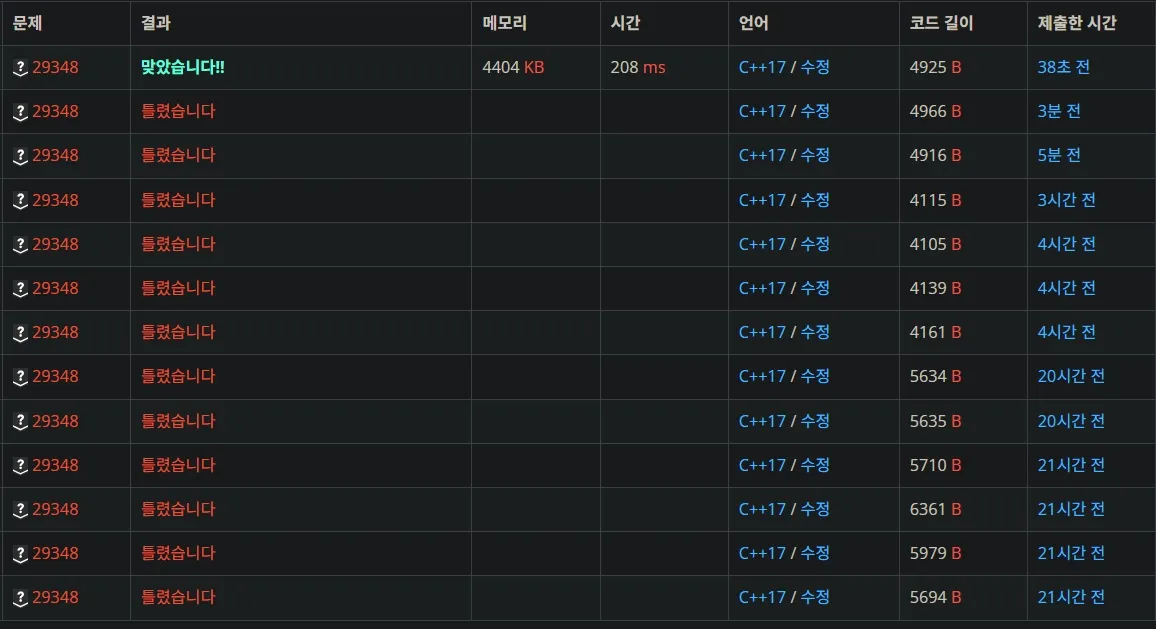 문제 결과 메모리 시간 언어 코드 길이 제출한 시간
? 29348 맞았습니다!! 4404 KB 208 ms C++17 / 수정 4925 B 38초 전
? 29348 틀렸습니다 C++17 / 수정 4966 B 3분 전
? 29348 틀렸습니다 C++17 / 수정 4916 B 5분 전
? 29348 틀렸습니다 C++17 / 수정 4115 B 3시간 전
? 29348 틀렸습니다 C++17 / 수정 4105 B 4시간 전
? 29348 틀렸습니다 C++17 / 수정 4139 B 4시간 전
? 29348 틀렸습니다 C++17 / 수정 4161 B 4시간 전
? 29348 틀렸습니다 C++17 / 수정 5634 B 20시간 전
? 29348 틀렸습니다 C++17 / 수정 5635 B 20시간 전
? 29348 틀렸습니다 C++17 / 수정 5710 B 21시간 전
? 29348 틀렸습니다 C++17 / 수정 6361 B 21시간 전
? 29348 틀렸습니다 C++17 / 수정 5979 B 21시간 전
? 29348 틀렸습니다 C++17 / 수정 5694 B 21시간 전